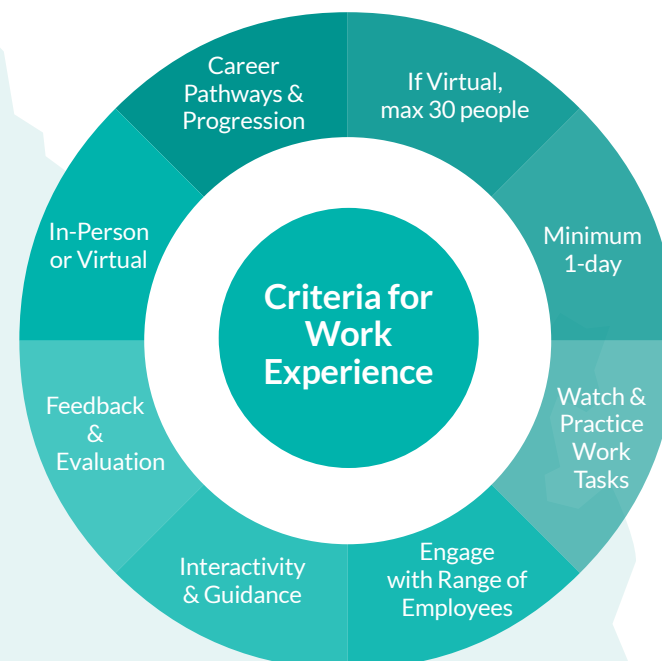 Criteria for
Work
Experience
If Virtual,
max 30 people
Minimum
1-day
Watch &
Practice
Work
Tasks
Engage
with Range of
Employees
Interactivity
& Guidance
Feedback
&
Evaluation
In-Person
or Virtual
Career
Pathways &
Progression